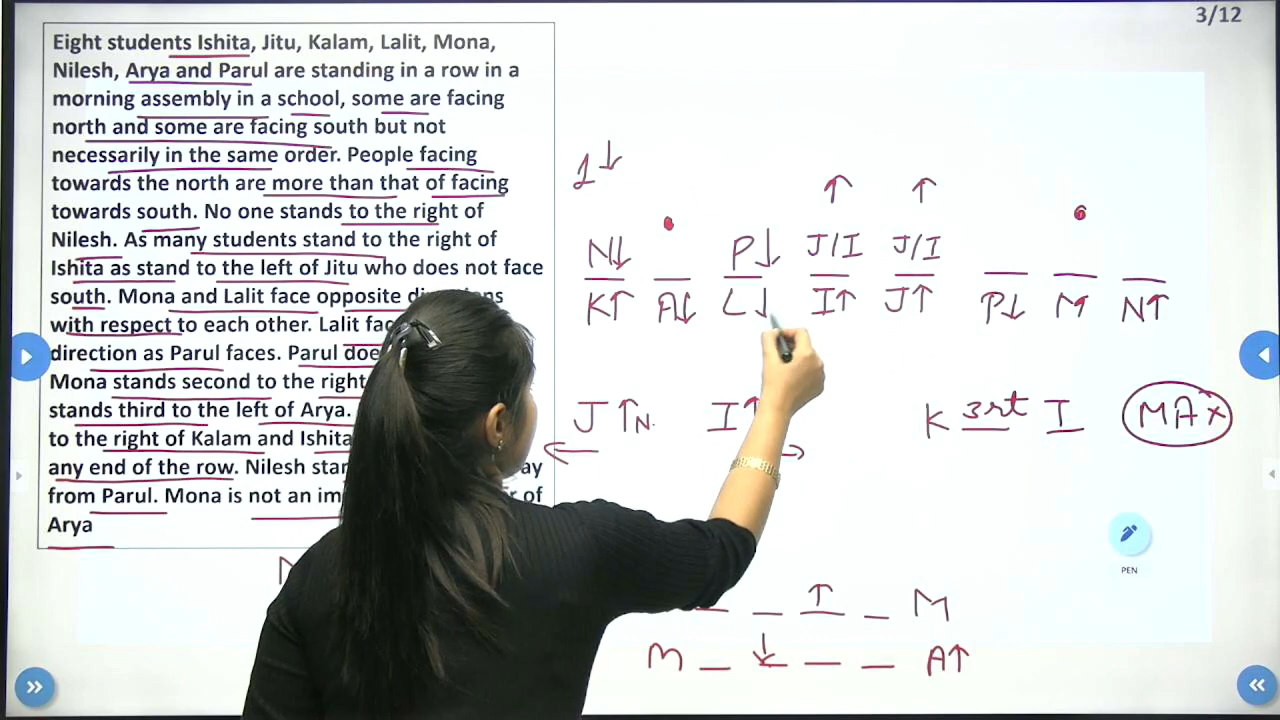 3/12
Eight students Ishita, Jitu, Kalam, Lalit, Mona,
Nilesh, Arya and Parul are standing in a row in a
morning assembly in a school, some are facing
north and some are facing south but not
necessarily in the same order. People facing
towards the north are more than that of facing
towards south. No one stands to the right of
Nilesh. As many students stand to the right of
Ishita as stand to the left of Jitu who does not face
south. Mona and Lalit face opposite
with respect to each other. Lalit
direction as Parul faces. Parul
Mona stands second to the right
stands third to the left of Arya.
to the right of Kalam and Ishita
any end of the row. Nilesh
from Parul. Mona is not an of
Arya
1↓
↑ ↑
N↓ P↓ J/I J/I
K↑ A↓ L↓ I↑ J↑ P↓ M↑ N↑
J↑N. I↑ K 3rt I MAX
PEN
↑ M
M K↓ A↑